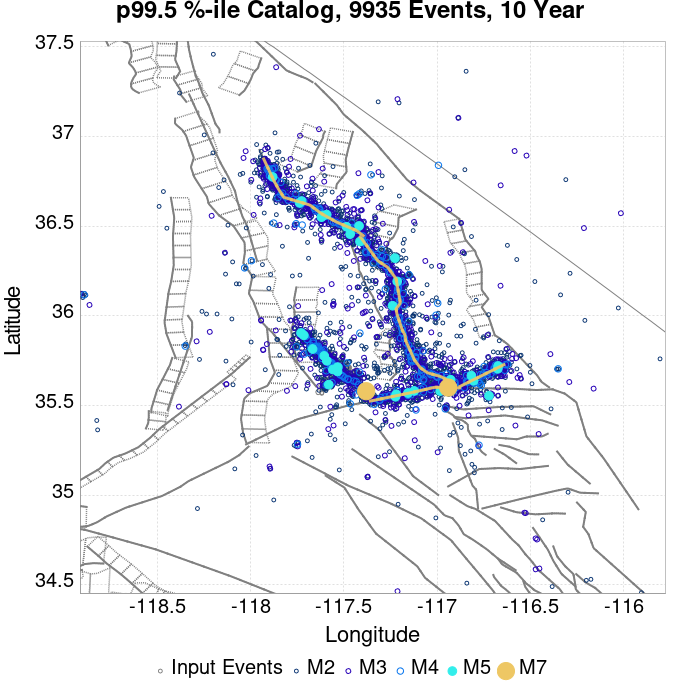 p99.5 %-ile Catalog, 9935 Events, 10 Year
37.5
37
36.5
36
35.5
35
34.5
Latitude
-118.5 -118 -117.5 -117 -116.5 -116
Longitude
Input Events M2 M3 M4 M5 M7